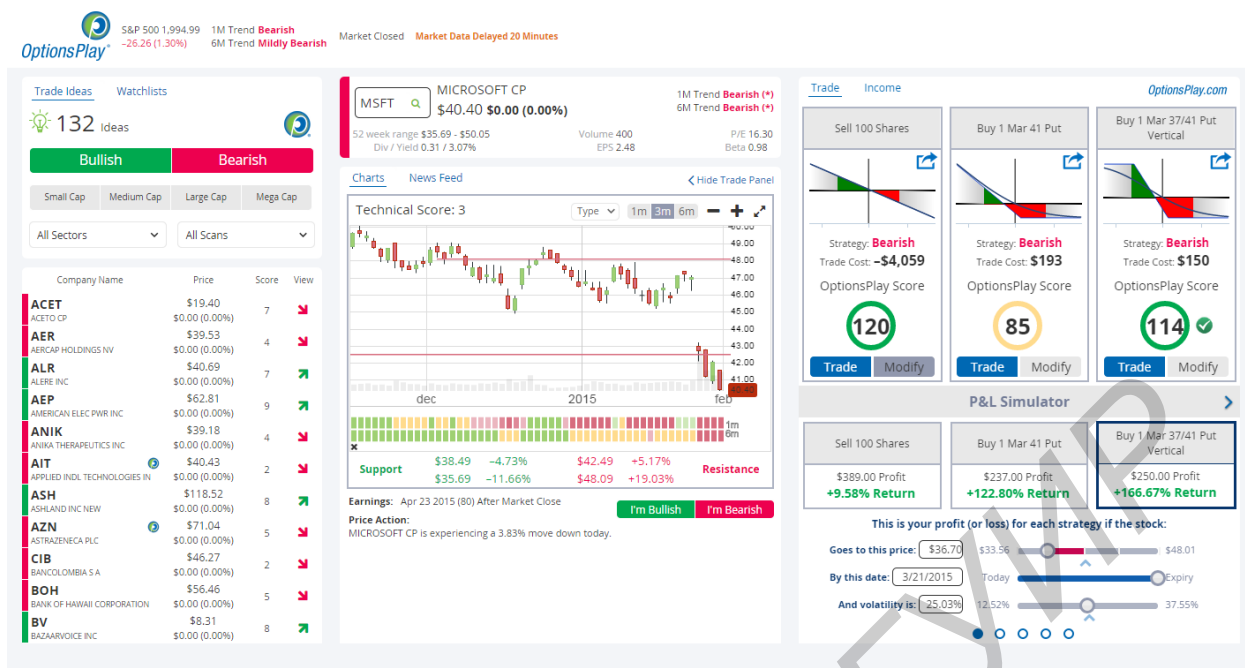 OptionsPlay
S&P 500 1,994.99 1M Trend Bearish
−26.26 (1.30%) 6M Trend Mildly Bearish
Market Closed Market Data Delayed 20 Minutes
Trade Ideas Watchlists
132 Ideas
Bullish Bearish
Small Cap Medium Cap Large Cap Mega Cap
All Sectors All Scans
Company Name Price Score View
ACET $19.40
ACETO CP $0.00 (0.00%) 7
AER $39.53
AERCAP HOLDINGS NV $0.00 (0.00%) 4
ALR $40.69
ALERE INC $0.00 (0.00%) 7
AEP $62.81
AMERICAN ELEC PWR INC $0.00 (0.00%) 9
ANIK $39.18
ANIKA THERAPEUTICS INC $0.00 (0.00%) 4
AIT $40.43
APPLIED INDL TECHNOLOGIES IN $0.00 (0.00%) 2
ASH $118.52
ASHLAND INC NEW $0.00 (0.00%) 8
AZN $71.04
ASTRAZENECA PLC $0.00 (0.00%) 5
CIB $46.27
BANCOLOMBIA S A $0.00 (0.00%) 2
BOH $56.46
BANK OF HAWAII CORPORATION $0.00 (0.00%) 5
BV $8.31
BAZAARVOICE INC $0.00 (0.00%) 8
MSFT
MICROSOFT CP
$40.40 $0.00 (0.00%)
1M Trend Bearish (*)
6M Trend Bearish (*)
52 week range $35.69 - $50.05 Volume 400 P/E 16.30
Div / Yield 0.31 / 3.07% EPS 2.48 Beta 0.98
Charts News Feed Hide Trade Panel
Technical Score: 3 Type 1m 3m 6m
49.00
48.00
47.00
46.00
45.00
44.00
43.00
42.00
41.00
40.40
dec 2015 feb
1m
6m
Support $38.49 −4.73% $42.49 +5.17% Resistance
$35.69 −11.66% $48.09 +19.03%
Earnings: Apr 23 2015 (80) After Market Close
I'm Bullish I'm Bearish
Price Action:
MICROSOFT CP is experiencing a 3.83% move down today.
Trade Income OptionsPlay.com
Sell 100 Shares
Strategy: Bearish
Trade Cost: −$4,059
OptionsPlay Score
120
Trade Modify
Buy 1 Mar 41 Put
Strategy: Bearish
Trade Cost: $193
OptionsPlay Score
85
Trade Modify
Buy 1 Mar 37/41 Put
Vertical
Strategy: Bearish
Trade Cost: $150
OptionsPlay Score
114
Trade Modify
P&L Simulator
Sell 100 Shares
$389.00 Profit
+9.58% Return
Buy 1 Mar 41 Put
$237.00 Profit
+122.80% Return
Buy 1 Mar 37/41 Put
Vertical
$250.00 Profit
+166.67% Return
This is your profit (or loss) for each strategy if the stock:
Goes to this price: $36.70 $33.56 $48.01
By this date: 3/21/2015 Today Expiry
And volatility is: 25.03% 12.52% 37.55%